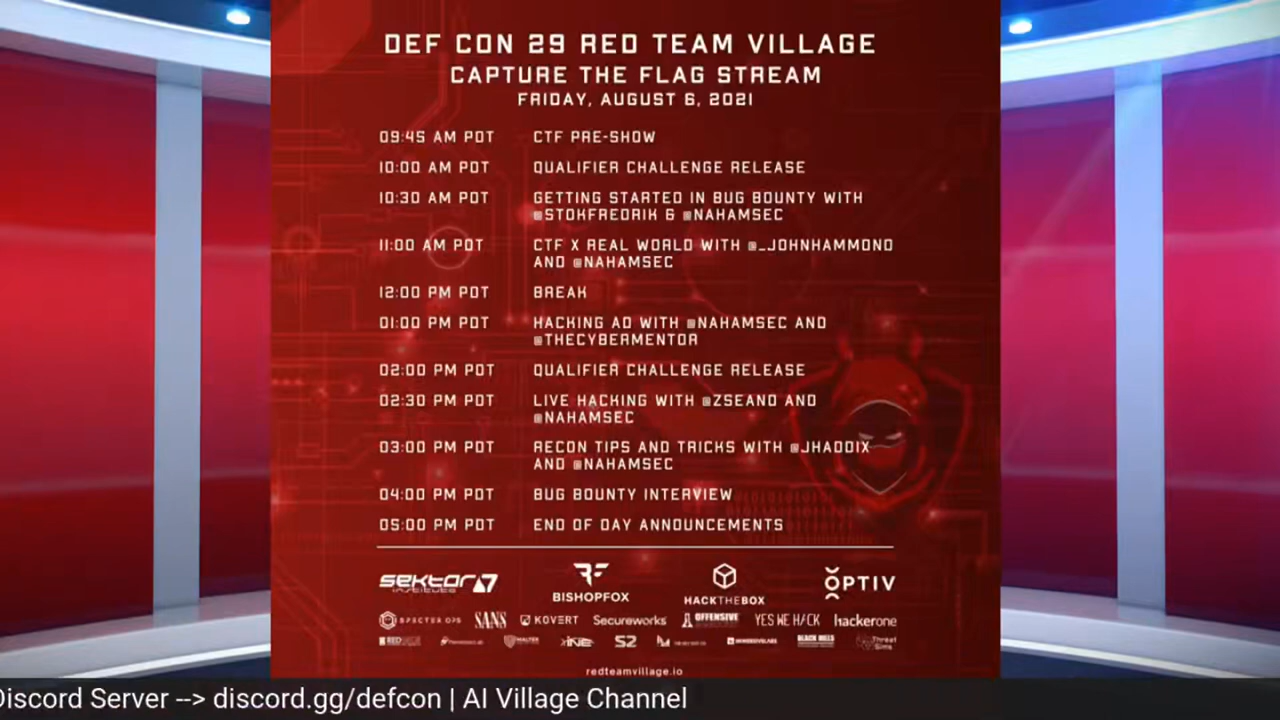 DEF CON 29 RED TEAM VILLAGE
CAPTURE THE FLAG STREAM
FRIDAY, AUGUST 6, 2021
09:45 AM PDT CTF PRE-SHOW
10:00 AM PDT QUALIFIER CHALLENGE RELEASE
10:30 AM PDT GETTING STARTED IN BUG BOUNTY WITH
@STOKFREDRIK & @NAHAMSEC
11:00 AM PDT CTF X REAL WORLD WITH @_JOHNHAMMOND
AND @NAHAMSEC
12:00 PM PDT BREAK
01:00 PM PDT HACKING AD WITH @NAHAMSEC AND
@THECYBERMENTOR
02:00 PM PDT QUALIFIER CHALLENGE RELEASE
02:30 PM PDT LIVE HACKING WITH @ZSEANO AND
@NAHAMSEC
03:00 PM PDT RECON TIPS AND TRICKS WITH @JHADDIX
AND @NAHAMSEC
04:00 PM PDT BUG BOUNTY INTERVIEW
05:00 PM PDT END OF DAY ANNOUNCEMENTS
SEKTOR7 BISHOPFOX HACKTHEBOX OPTIV
SPECTER OPS SANS KOVERT Secureworks OFFENSIVE YES WE H/CK hackerone
iNE S2 BLACK HILLS Threat Sims
redteamvillage.io
Discord Server --> discord.gg/defcon | AI Village Channel